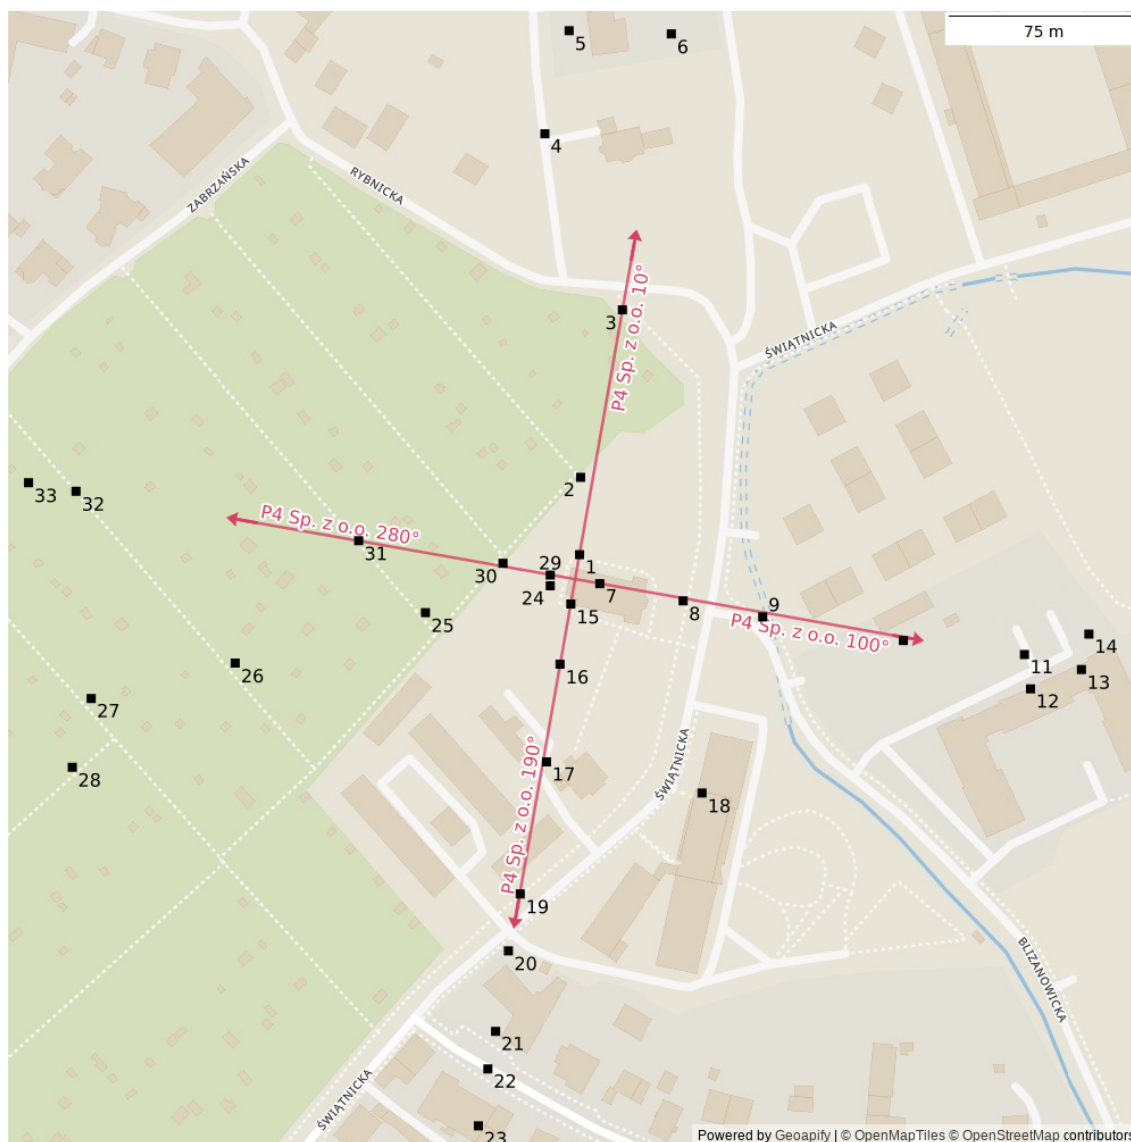 75 m
5
6
4
ZABRZAŃSKA
RYBNICKA
P4 Sp. z o.o. 10°
3
ŚWIĄTNICKA
2
33
32
P4 Sp. z o.o. 280°
31
30
29
1
24
7
15
8
9
25
P4 Sp. z o.o. 100°
14
11
26
16
13
12
27
28
17
P4 Sp. z o.o. 190°
ŚWIĄTNICKA
18
19
20
BLIZANOWICKA
21
22
ŚWIĄTNICKA
23
Powered by Geoapify | © OpenMapTiles © OpenStreetMap contributors